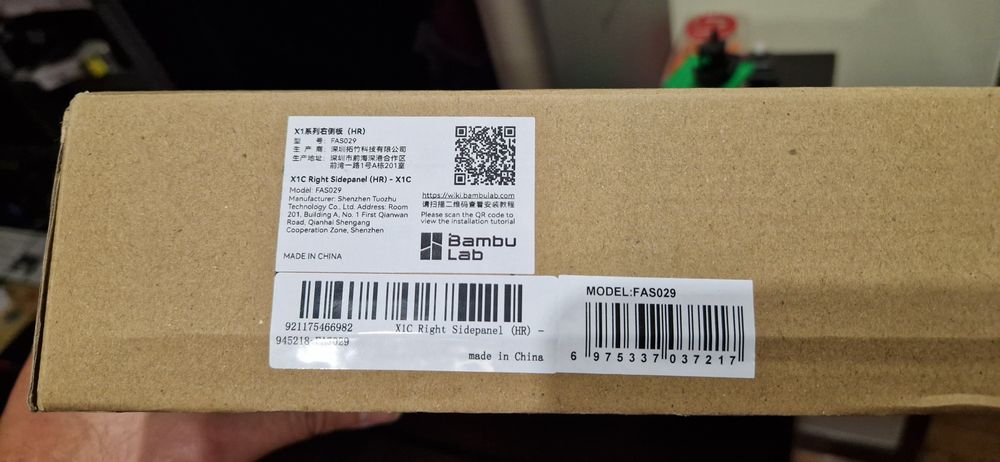 X1系列右侧板（HR）
型 号: FAS029
生 产 商: 深圳拓竹科技有限公司
生产地址: 深圳市前海深港合作区
前湾一路1号A栋201室
X1C Right Sidepanel (HR) - X1C
Model: FAS029
Manufacturer: Shenzhen Tuozhu
Technology Co., Ltd. Address: Room
201, Building A, No. 1 First Qianwan
Road, Qianhai Shengang
Cooperation Zone, Shenzhen
MADE IN CHINA
https://wiki.bambulab.com
请扫描二维码查看安装教程
Please scan the QR code to
view the installation tutorial
Bambu
Lab
921175466982 X1C Right Sidepanel (HR) -
945218-FAS029
made in China
MODEL:FAS029
6 975337 037217